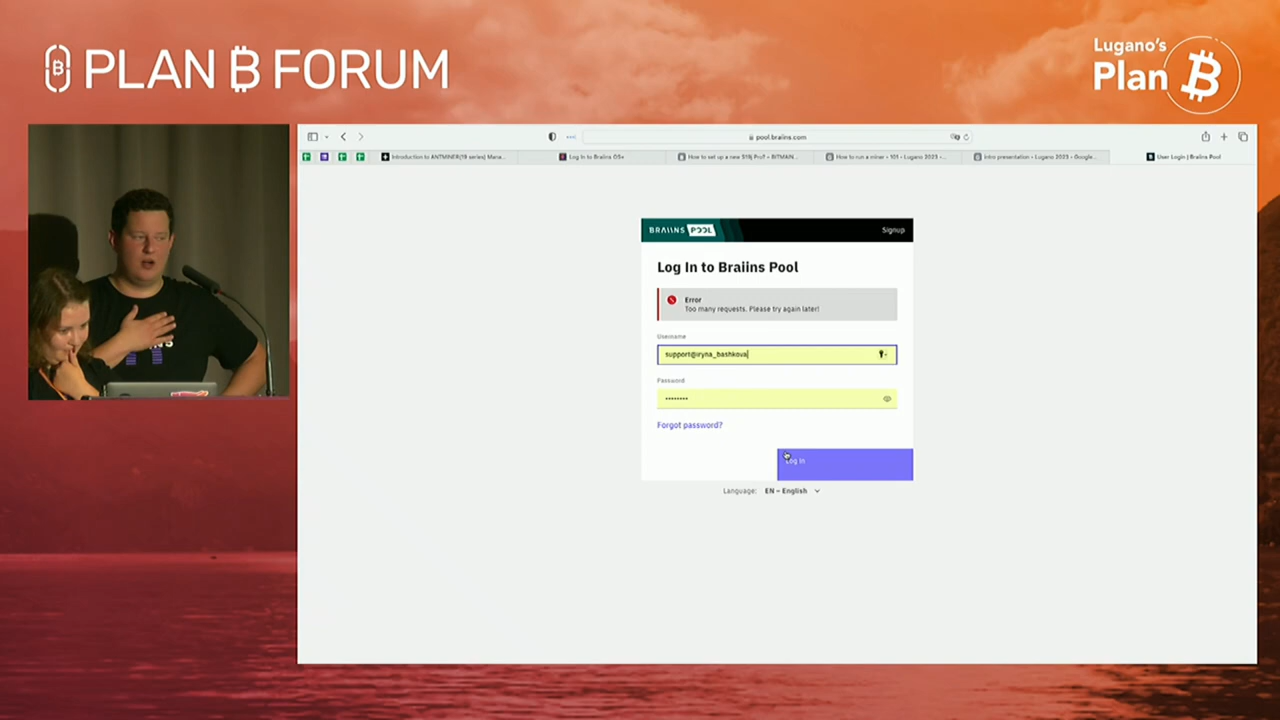 PLAN B FORUM
Lugano's
Plan B
pool.braiins.com
Introduction to ANTMINER(19 series) Mana...
Log In to Braiins OS+
How to set up a new S19j Pro? – BITMAIN...
How to run a miner › 101 › Lugano 2023 ›...
Intro presentation › Lugano 2023 › Google...
User Login | Braiins Pool
BRAIINS POOL
Signup
Log In to Braiins Pool
Error
Too many requests. Please try again later!
Username
support@iryna_bashkova
Password
••••••••
Forgot password?
Log In
Language: EN – English